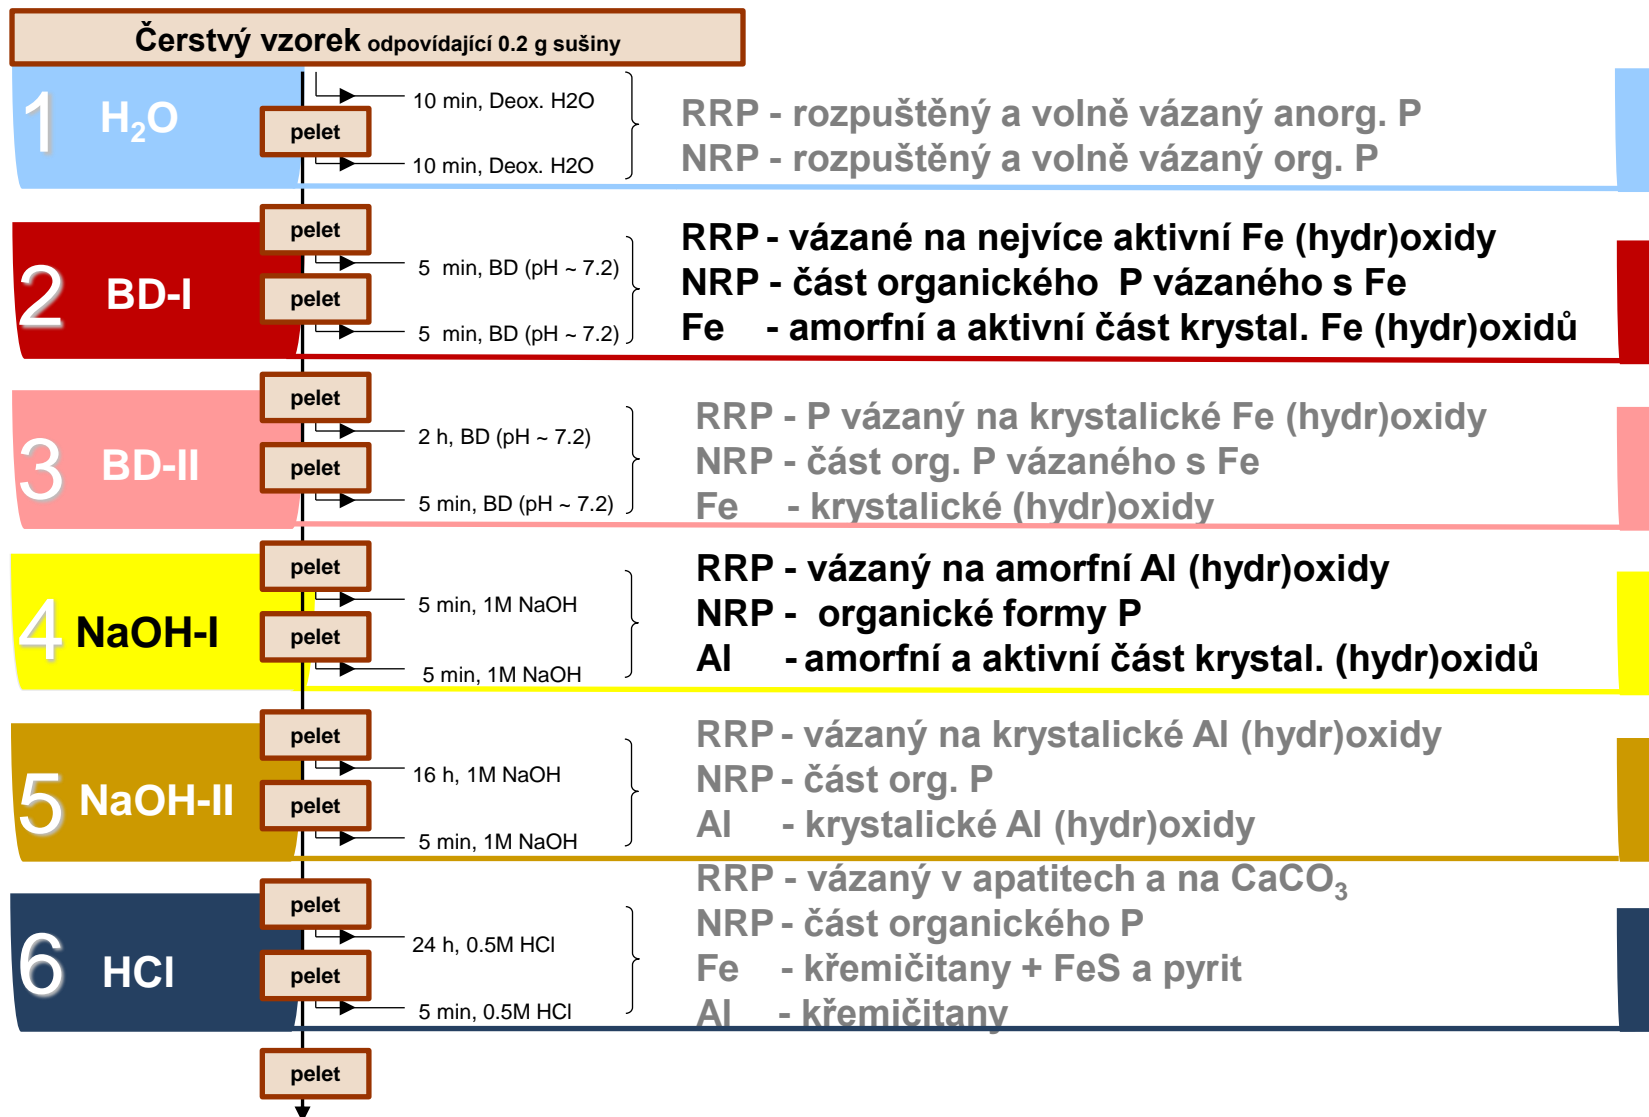 Čerstvý vzorek odpovídající 0.2 g sušiny
1 H₂O
10 min, Deox. H2O
pelet
10 min, Deox. H2O
RRP - rozpuštěný a volně vázaný anorg. P
NRP - rozpuštěný a volně vázaný org. P
pelet
2 BD-I
5 min, BD (pH ~ 7.2)
pelet
5 min, BD (pH ~ 7.2)
RRP - vázané na nejvíce aktivní Fe (hydr)oxidy
NRP - část organického P vázaného s Fe
Fe - amorfní a aktivní část krystal. Fe (hydr)oxidů
pelet
3 BD-II
2 h, BD (pH ~ 7.2)
pelet
5 min, BD (pH ~ 7.2)
RRP - P vázaný na krystalické Fe (hydr)oxidy
NRP - část org. P vázaného s Fe
Fe - krystalické (hydr)oxidy
pelet
4 NaOH-I
5 min, 1M NaOH
pelet
5 min, 1M NaOH
RRP - vázaný na amorfní Al (hydr)oxidy
NRP - organické formy P
Al - amorfní a aktivní část krystal. (hydr)oxidů
pelet
5 NaOH-II
16 h, 1M NaOH
pelet
5 min, 1M NaOH
RRP - vázaný na krystalické Al (hydr)oxidy
NRP - část org. P
Al - krystalické Al (hydr)oxidy
pelet
6 HCl
24 h, 0.5M HCl
pelet
5 min, 0.5M HCl
RRP - vázaný v apatitech a na CaCO₃
NRP - část organického P
Fe - křemičitany + FeS a pyrit
Al - křemičitany
pelet